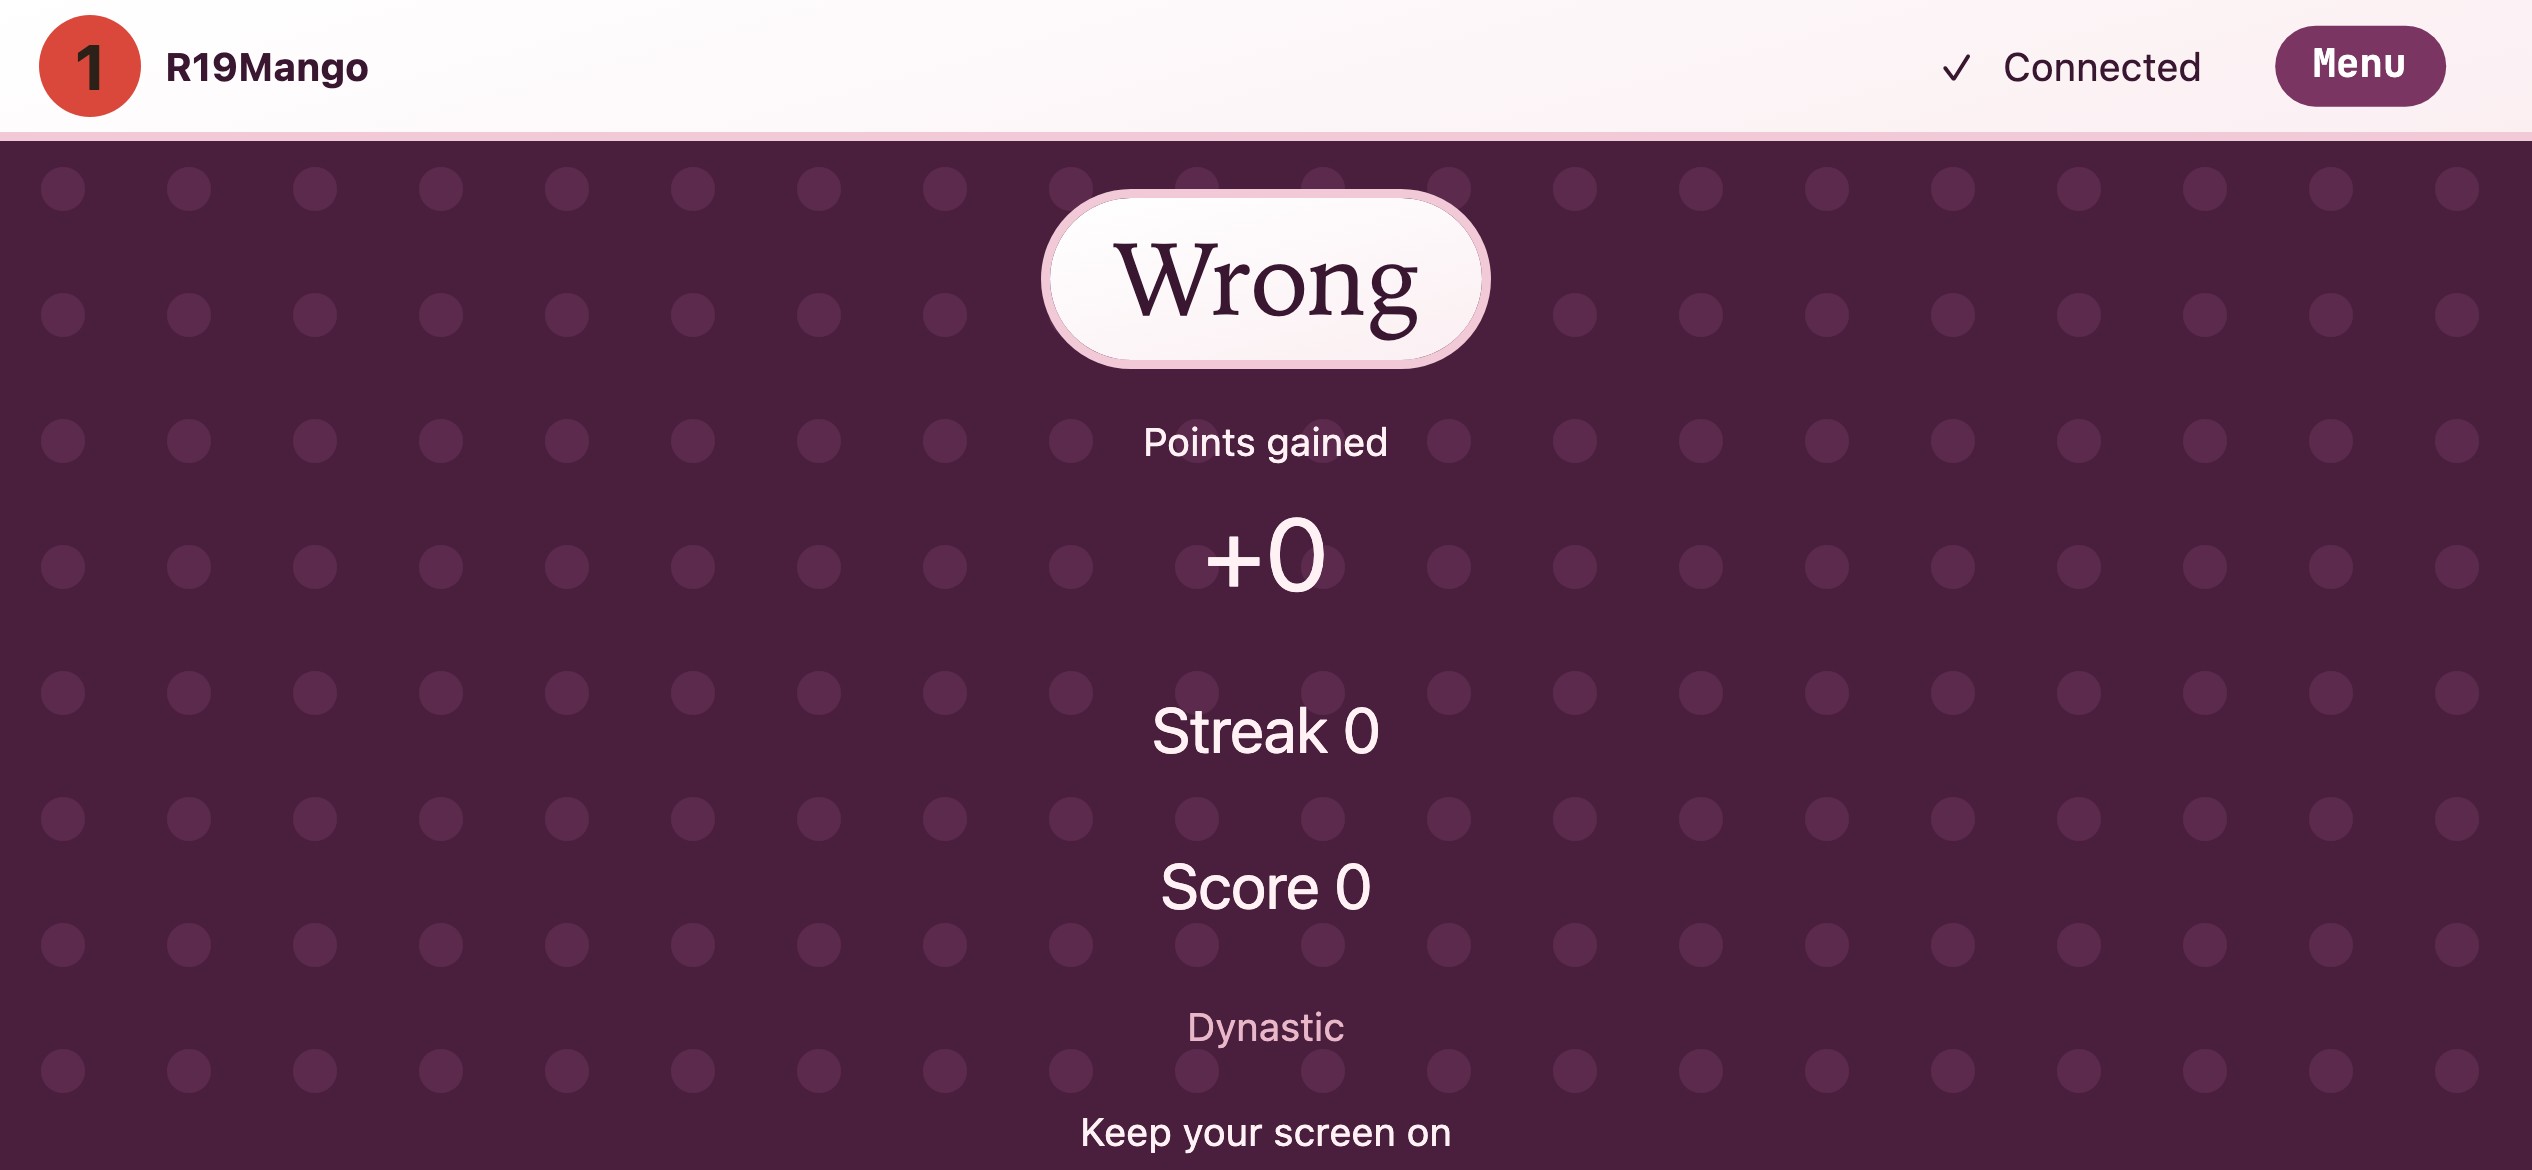 1 R19Mango ✓ Connected Menu
Wrong
Points gained
+0
Streak 0
Score 0
Dynastic
Keep your screen on